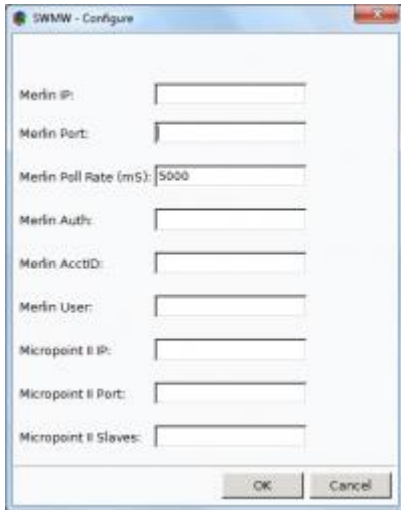 SWMW - Configure
Merlin IP:
Merlin Port:
Merlin Poll Rate (mS): 5000
Merlin Auth:
Merlin AcctID:
Merlin User:
Micropoint II IP:
Micropoint II Port:
Micropoint II Slaves:
OK Cancel